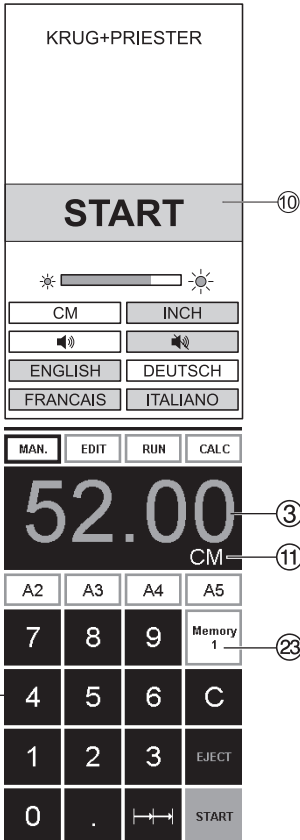 KRUG+PRIESTER
START
⑩
CM INCH
ENGLISH DEUTSCH
FRANCAIS ITALIANO
MAN. EDIT RUN CALC
52.00
③
CM
⑪
A2 A3 A4 A5
7 8 9 Memory
1
㉓
4 5 6 C
1 2 3 EJECT
0 . START